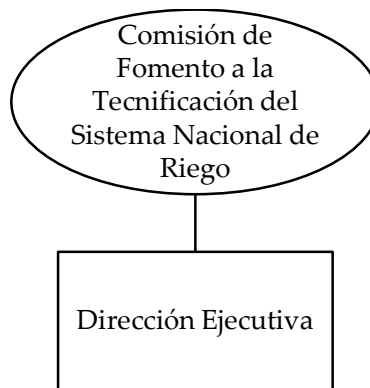 Comisión de
Fomento a la
Tecnificación del
Sistema Nacional de
Riego
Dirección Ejecutiva